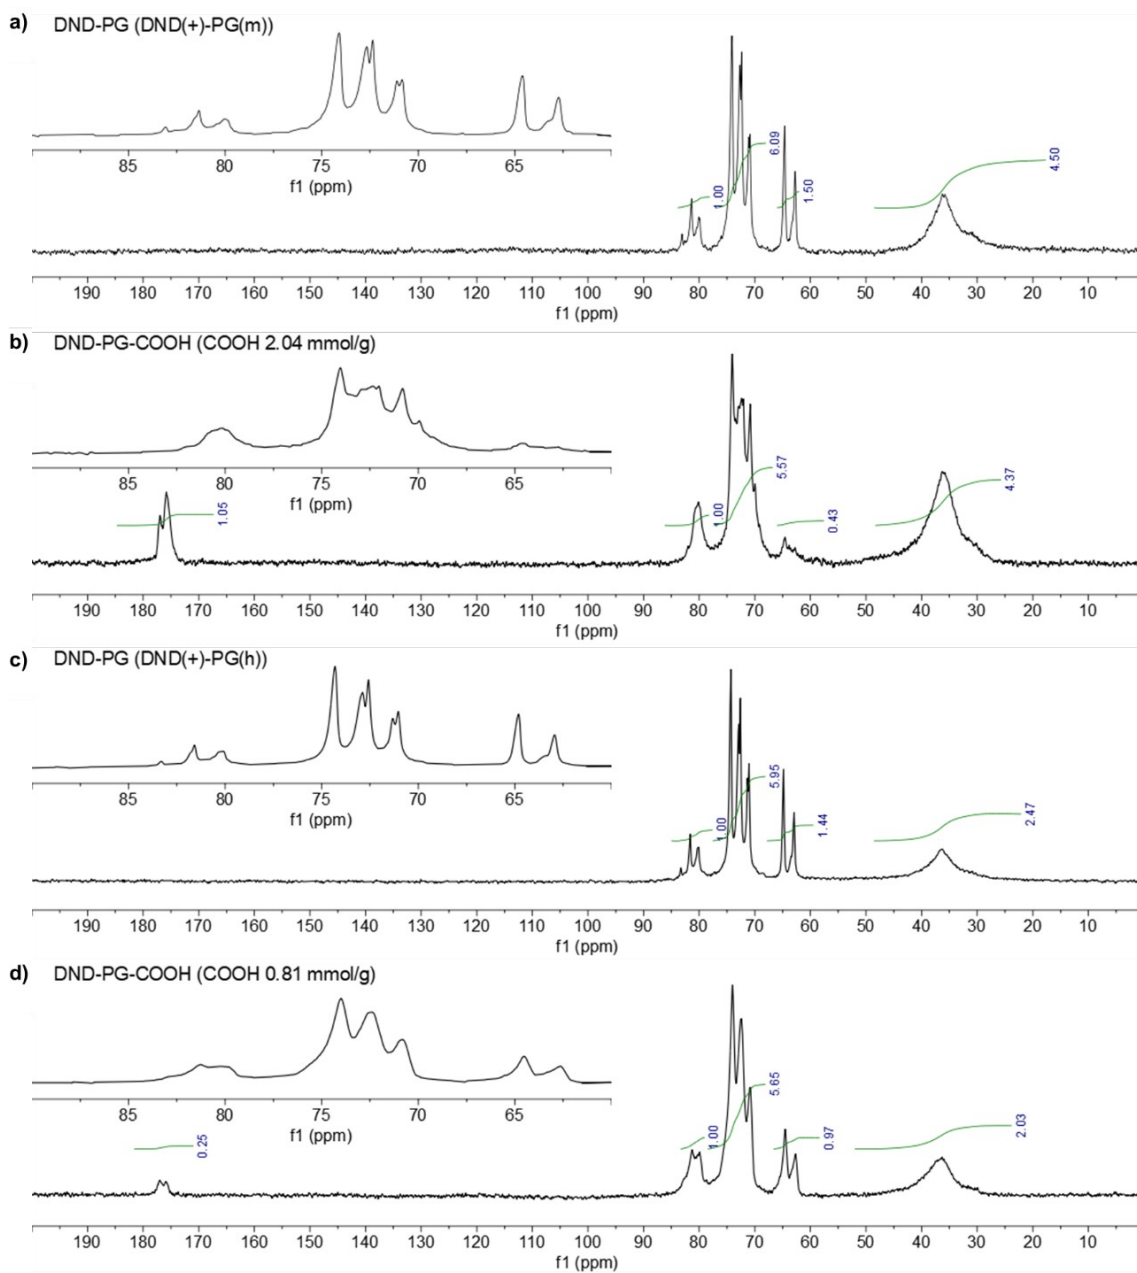 a) DND-PG (DND(+)-PG(m))
85 80 75 70 65
f1 (ppm)
1.00 6.09 1.50 4.50
190 180 170 160 150 140 130 120 110 100 90 80 70 60 50 40 30 20 10
f1 (ppm)
b) DND-PG-COOH (COOH 2.04 mmol/g)
85 80 75 70 65
f1 (ppm)
1.05 1.00 5.57 0.43 4.37
190 180 170 160 150 140 130 120 110 100 90 80 70 60 50 40 30 20 10
f1 (ppm)
c) DND-PG (DND(+)-PG(h))
85 80 75 70 65
f1 (ppm)
1.00 5.95 1.44 2.47
190 180 170 160 150 140 130 120 110 100 90 80 70 60 50 40 30 20 10
f1 (ppm)
d) DND-PG-COOH (COOH 0.81 mmol/g)
85 80 75 70 65
f1 (ppm)
0.25 1.00 5.65 0.97 2.03
190 180 170 160 150 140 130 120 110 100 90 80 70 60 50 40 30 20 10
f1 (ppm)